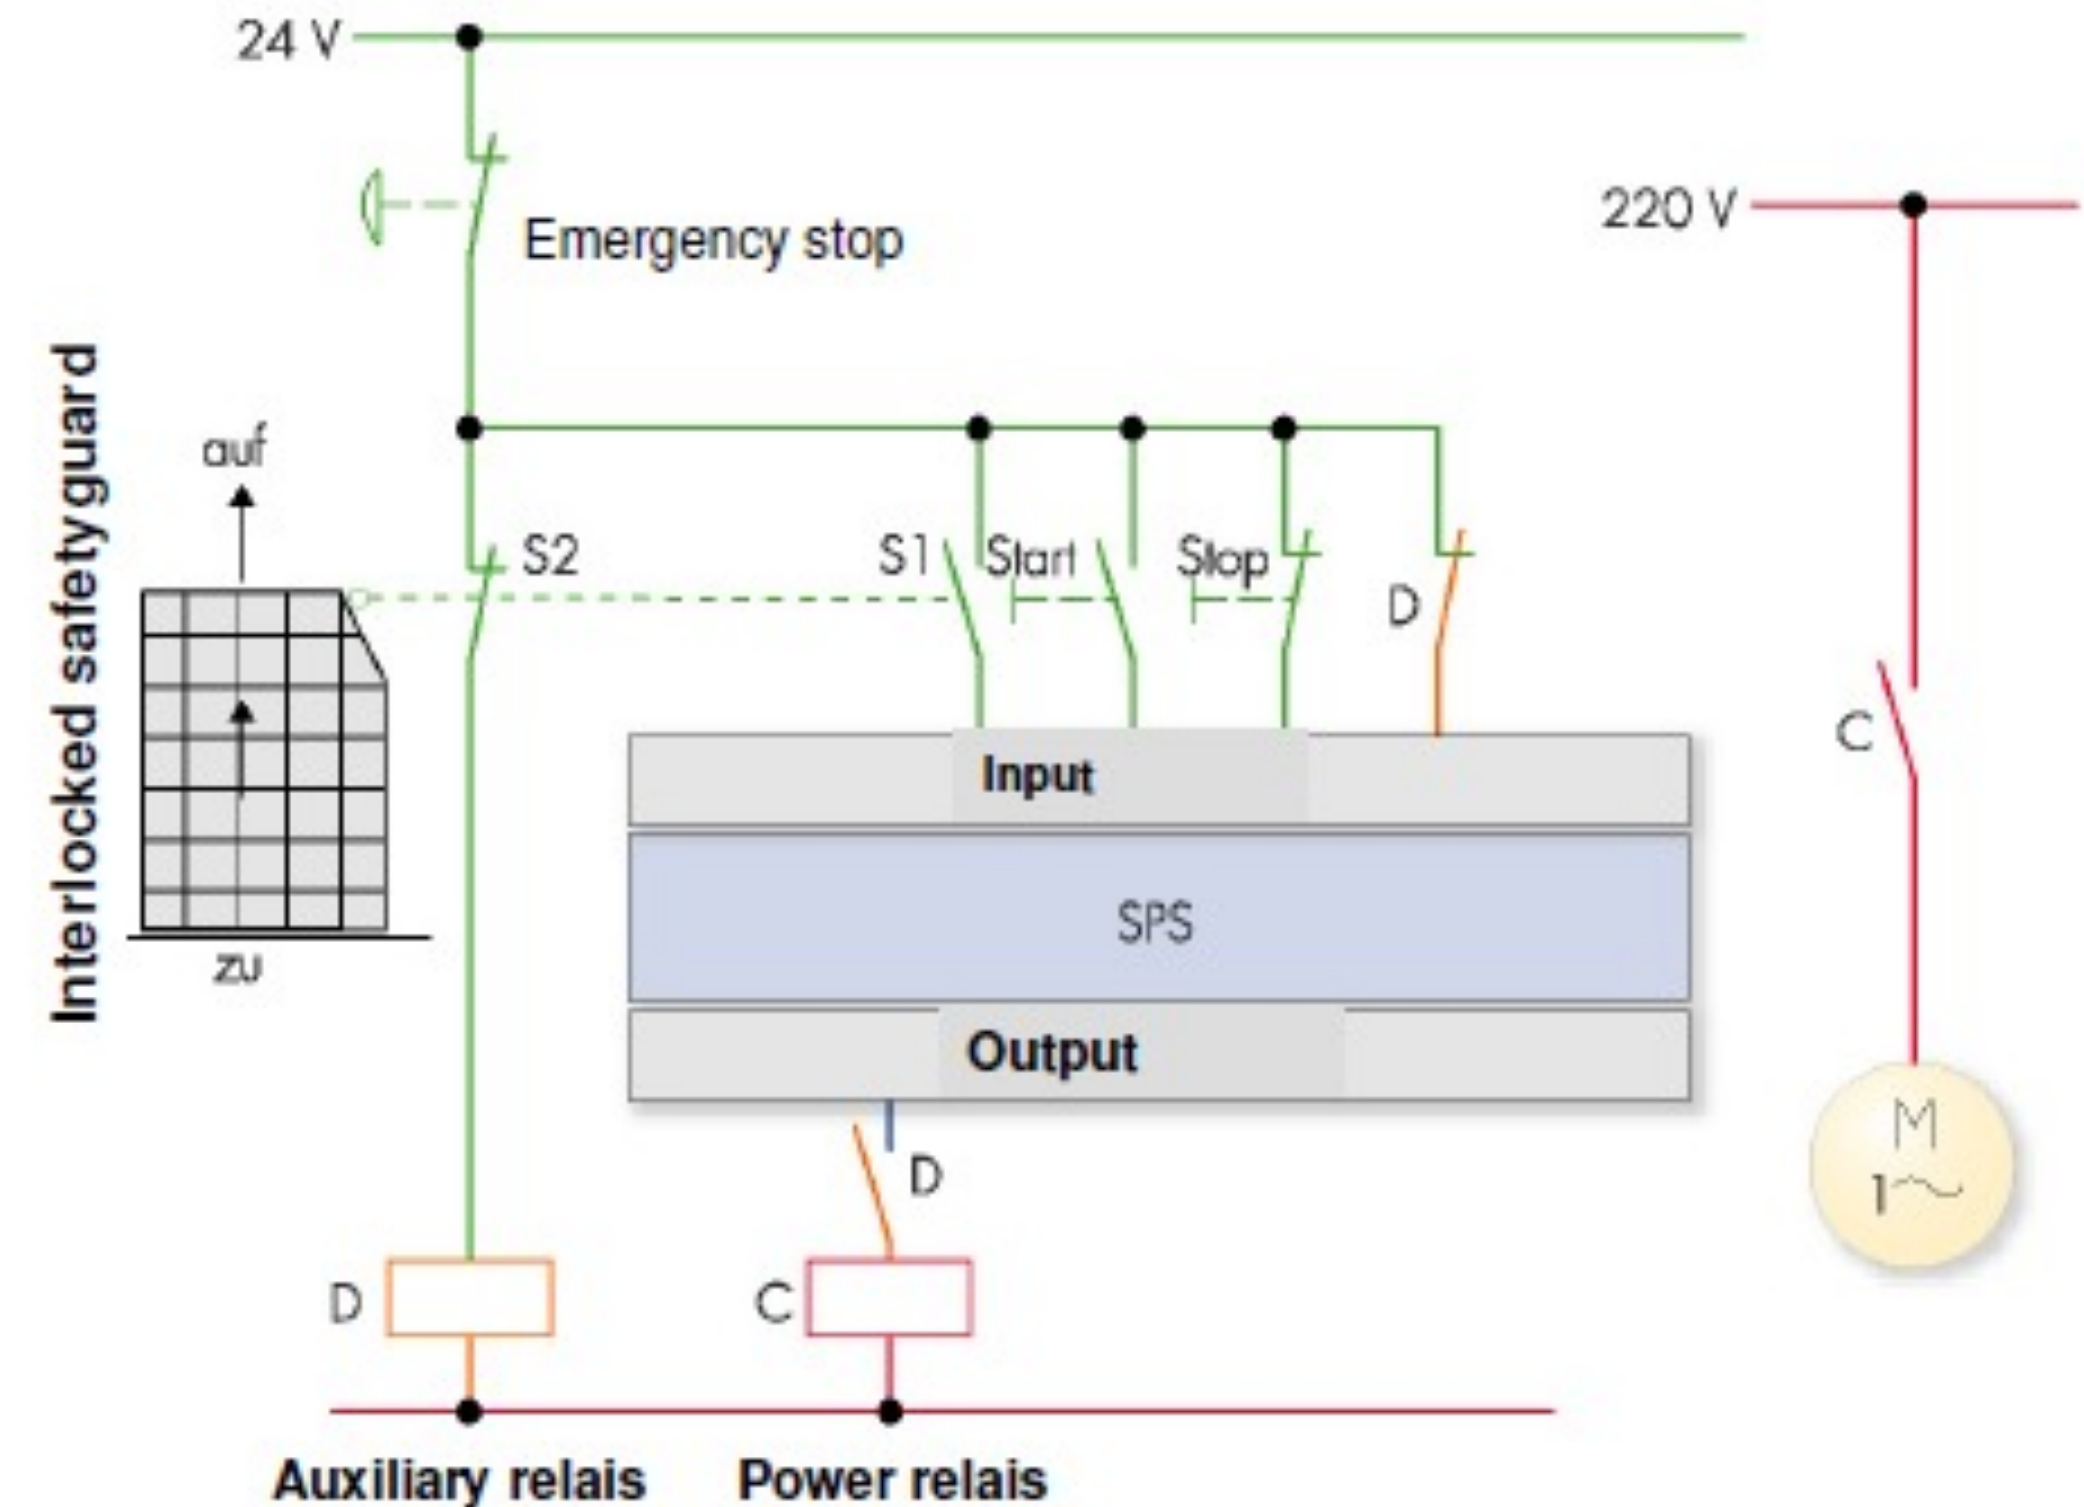 24 V
220 V
Emergency stop
Interlocked safetyguard
auf
S2
S1
Start
Stop
D
C
zu
Input
SPS
Output
D
M
1~
D
C
Auxiliary relais
Power relais